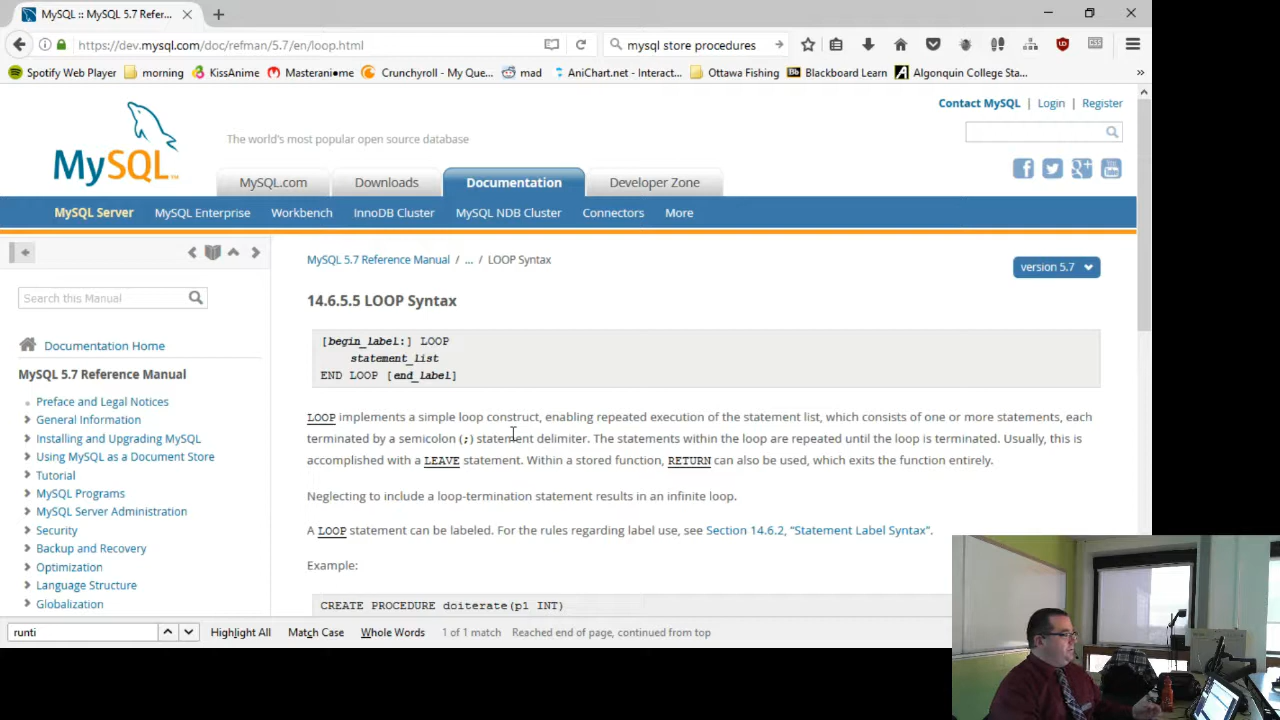 MySQL :: MySQL 5.7 Refer...
https://dev.mysql.com/doc/refman/5.7/en/loop.html
mysql store procedures
Spotify Web Player morning KissAnime Masterani●me Crunchyroll - My Que... mad AniChart.net - Interact... Ottawa Fishing Bb Blackboard Learn Algonquin College Sta... »
Contact MySQL | Login | Register
MySQL™
The world's most popular open source database
MySQL.com Downloads Documentation Developer Zone
MySQL Server MySQL Enterprise Workbench InnoDB Cluster MySQL NDB Cluster Connectors More
MySQL 5.7 Reference Manual / ... / LOOP Syntax
version 5.7
Search this Manual
14.6.5.5 LOOP Syntax
[begin_label:] LOOP
statement_list
END LOOP [end_label]
Documentation Home
MySQL 5.7 Reference Manual
Preface and Legal Notices
General Information
Installing and Upgrading MySQL
Using MySQL as a Document Store
Tutorial
MySQL Programs
MySQL Server Administration
Security
Backup and Recovery
Optimization
Language Structure
Globalization
LOOP implements a simple loop construct, enabling repeated execution of the statement list, which consists of one or more statements, each
terminated by a semicolon (;) statement delimiter. The statements within the loop are repeated until the loop is terminated. Usually, this is
accomplished with a LEAVE statement. Within a stored function, RETURN can also be used, which exits the function entirely.
Neglecting to include a loop-termination statement results in an infinite loop.
A LOOP statement can be labeled. For the rules regarding label use, see Section 14.6.2, “Statement Label Syntax”.
Example:
CREATE PROCEDURE doiterate(p1 INT)
runti
Highlight All Match Case Whole Words 1 of 1 match Reached end of page, continued from top